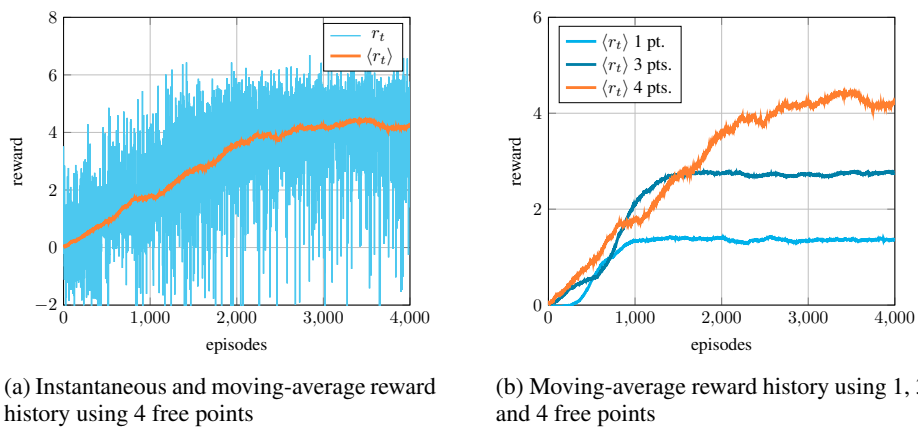 8
6
4
2
0
−2
0
1,000
2,000
3,000
4,000
reward
episodes
r_t
⟨r_t⟩
(a) Instantaneous and moving-average reward
history using 4 free points
6
4
2
0
0
1,000
2,000
3,000
4,000
reward
episodes
⟨r_t⟩ 1 pt.
⟨r_t⟩ 3 pts.
⟨r_t⟩ 4 pts.
(b) Moving-average reward history using 1,
and 4 free points